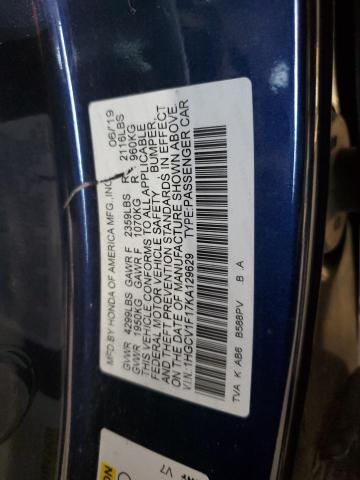 MFD BY HONDA OF AMERICA MFG., INC. 06/19
GVWR 4299LBS GAWR F 2359LBS R 2116LBS
GVWR 1950KG GAWR F 1070KG R 960KG
THIS VEHICLE CONFORMS TO ALL APPLICABLE
FEDERAL MOTOR VEHICLE SAFETY , BUMPER,
AND THEFT PREVENTION STANDARDS IN EFFECT
ON THE DATE OF MANUFACTURE SHOWN ABOVE.
V.I.N. 1HGCV1F17KA129629 TYPE:PASSENGER CAR
TVA K AB6 B588PV B .A
V7